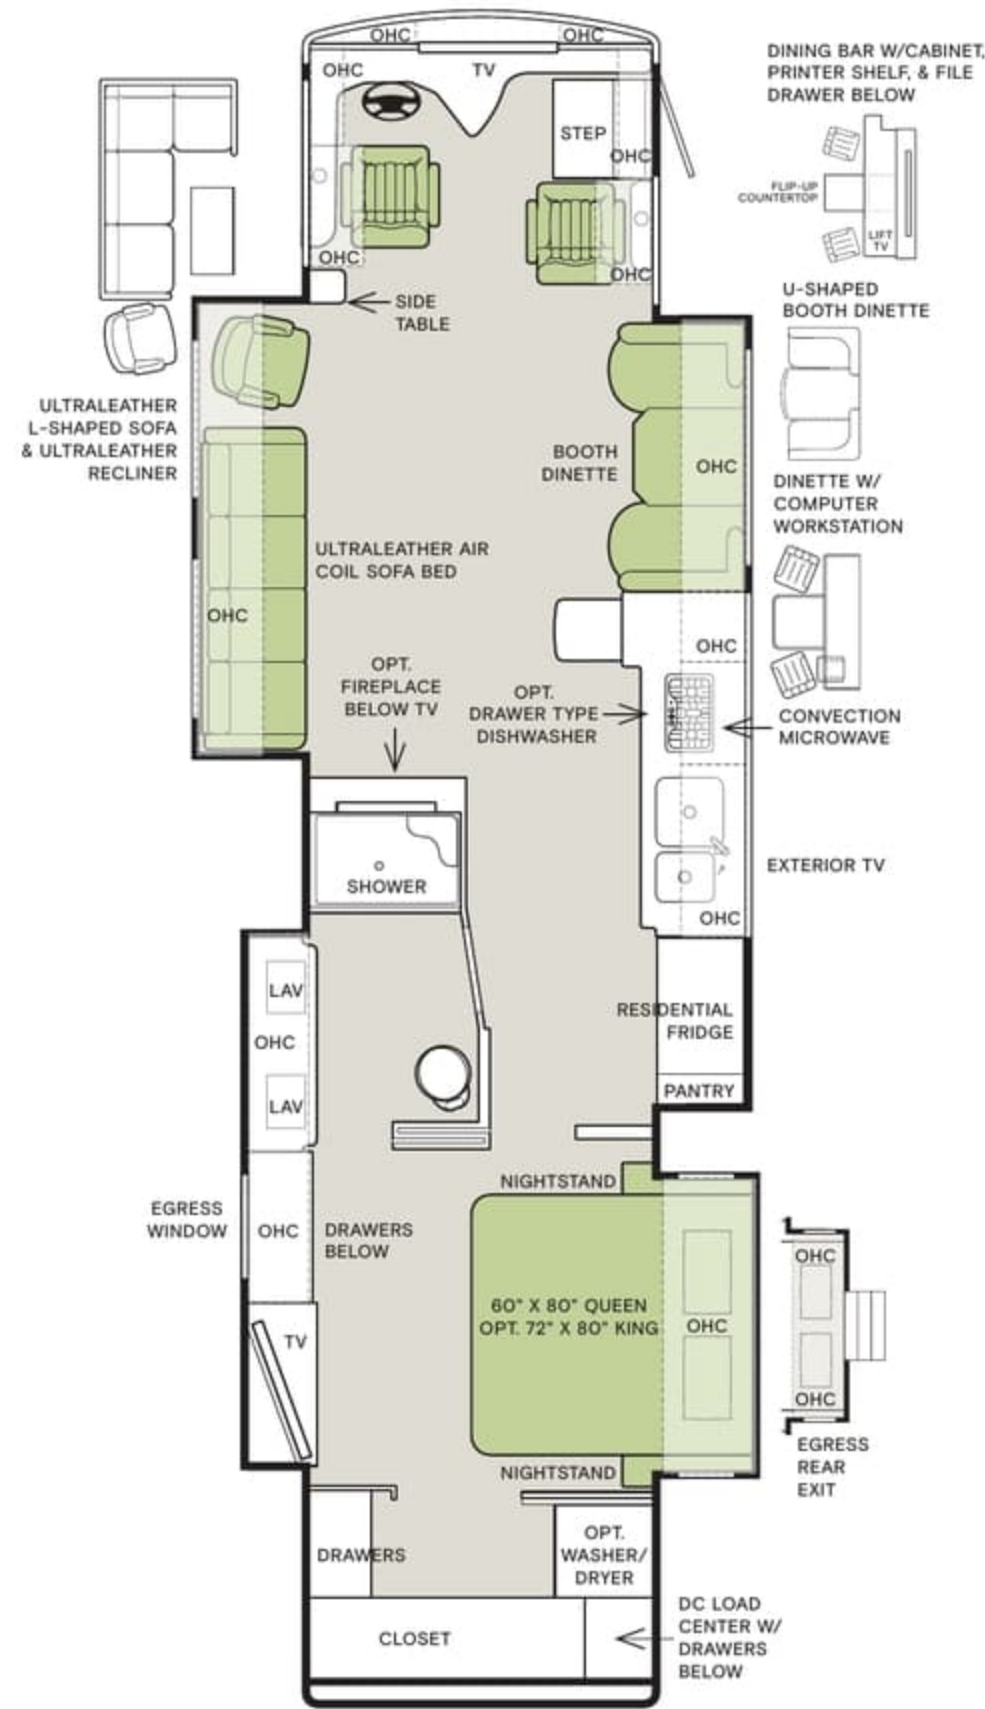 OHC
OHC
OHC
TV
DINING BAR W/CABINET,
PRINTER SHELF, & FILE
DRAWER BELOW
STEP
OHC
FLIP-UP
COUNTERTOP
LIFT
TV
OHC
OHC
SIDE
TABLE
U-SHAPED
BOOTH DINETTE
ULTRALEATHER
L-SHAPED SOFA
& ULTRALEATHER
RECLINER
BOOTH
DINETTE
OHC
DINETTE W/
COMPUTER
WORKSTATION
ULTRALEATHER AIR
COIL SOFA BED
OHC
OHC
OPT.
FIREPLACE
BELOW TV
OPT.
DRAWER TYPE
DISHWASHER
CONVECTION
MICROWAVE
EXTERIOR TV
SHOWER
OHC
LAV
OHC
LAV
RESIDENTIAL
FRIDGE
PANTRY
NIGHTSTAND
EGRESS
WINDOW
OHC
DRAWERS
BELOW
60" X 80" QUEEN
OPT. 72" X 80" KING
OHC
TV
OHC
OHC
EGRESS
REAR
EXIT
NIGHTSTAND
DRAWERS
OPT.
WASHER/
DRYER
CLOSET
DC LOAD
CENTER W/
DRAWERS
BELOW